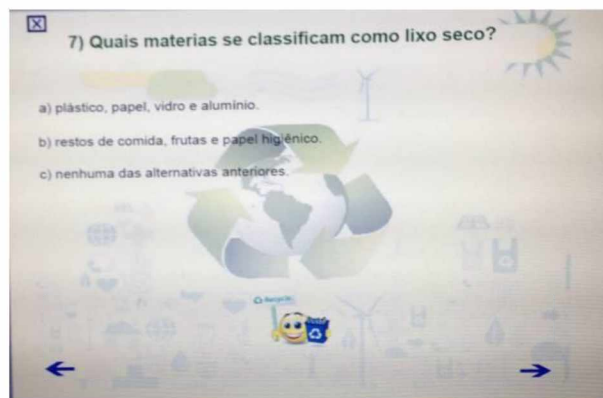 7) Quais materias se classificam como lixo seco?
a) plástico, papel, vidro e alumínio.
b) restos de comida, frutas e papel higiênico.
c) nenhuma das alternativas anteriores.
Recycle